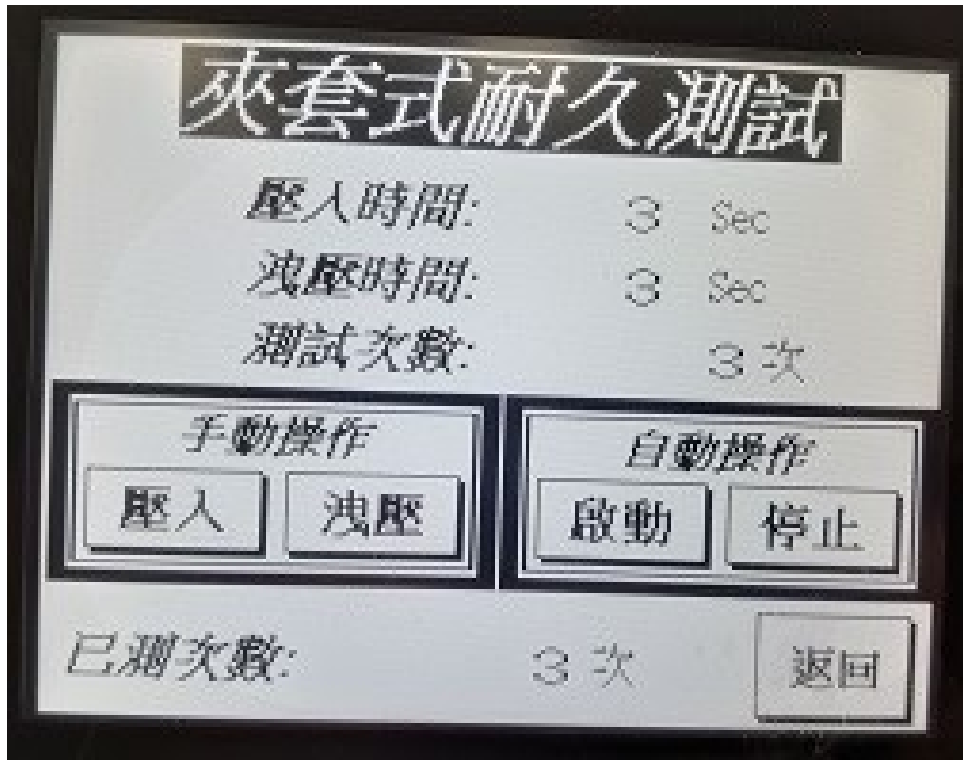 夾套式耐久測試
壓入時間: 3 Sec
洩壓時間: 3 Sec
測試次數: 3 次
手動操作 自動操作
壓入 洩壓 啟動 停止
已測次數: 3 次 返回